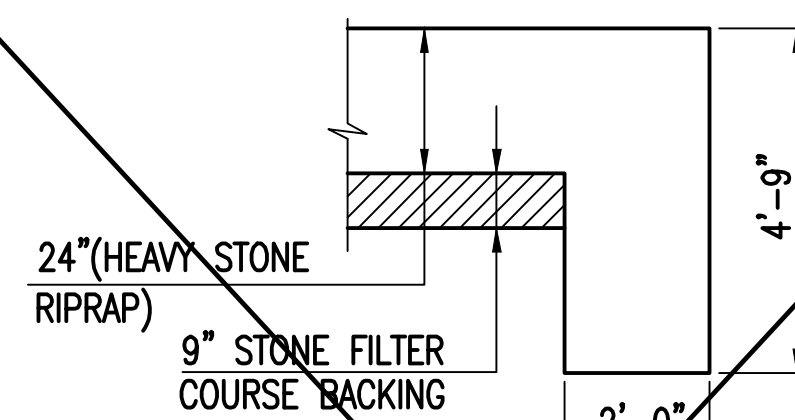 24"(HEAVY STONE
RIPRAP)
9" STONE FILTER
COURSE BACKING
4'-9"